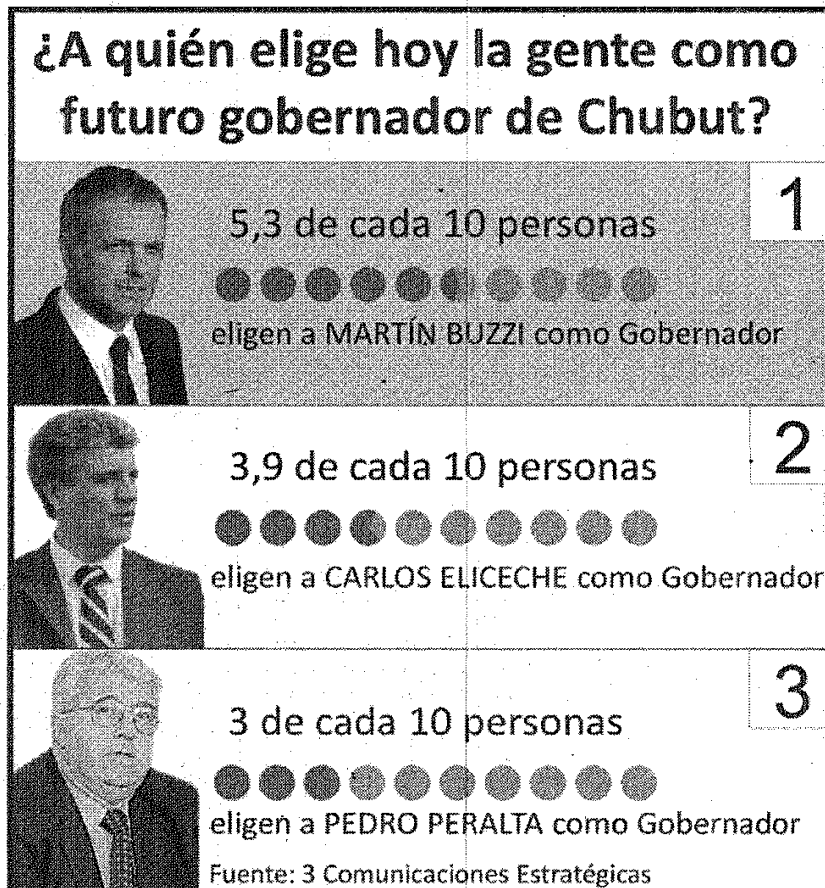 ¿A quién elige hoy la gente como
futuro gobernador de Chubut?
1
5,3 de cada 10 personas
eligen a MARTÍN BUZZI como Gobernador
2
3,9 de cada 10 personas
eligen a CARLOS ELICECHE como Gobernador
3
3 de cada 10 personas
eligen a PEDRO PERALTA como Gobernador
Fuente: 3 Comunicaciones Estratégicas